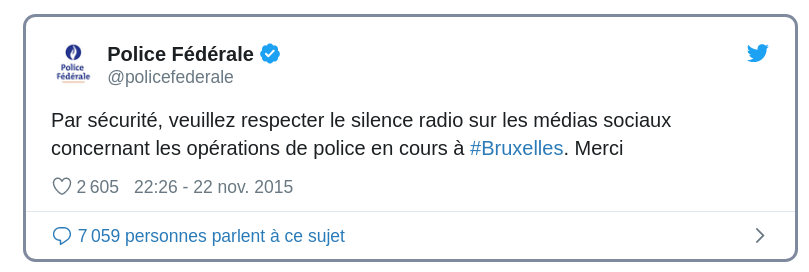 Police
Fédérale
Police Fédérale
@policefederale
Par sécurité, veuillez respecter le silence radio sur les médias sociaux
concernant les opérations de police en cours à #Bruxelles. Merci
2 605 22:26 - 22 nov. 2015
7 059 personnes parlent à ce sujet